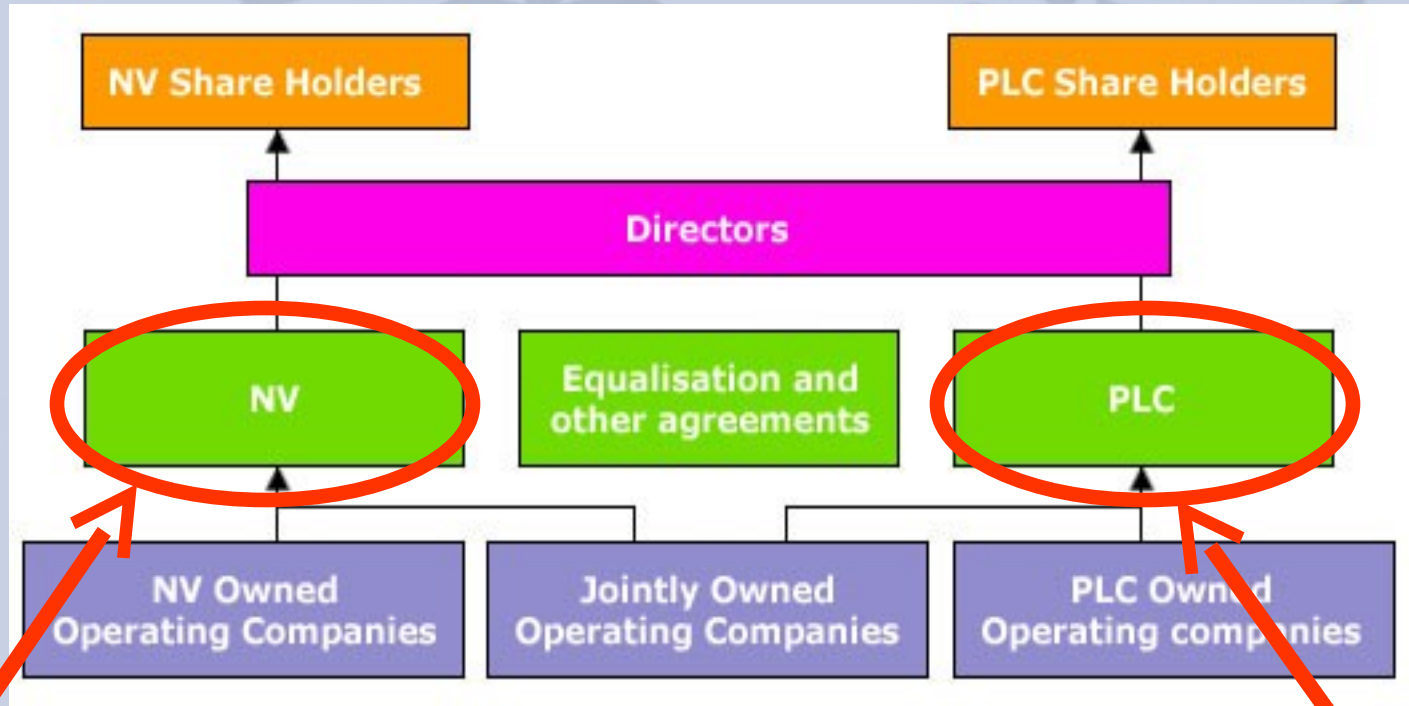 NV Share Holders
PLC Share Holders
Directors
NV
Equalisation and
other agreements
PLC
NV Owned
Operating Companies
Jointly Owned
Operating Companies
PLC Owned
Operating companies